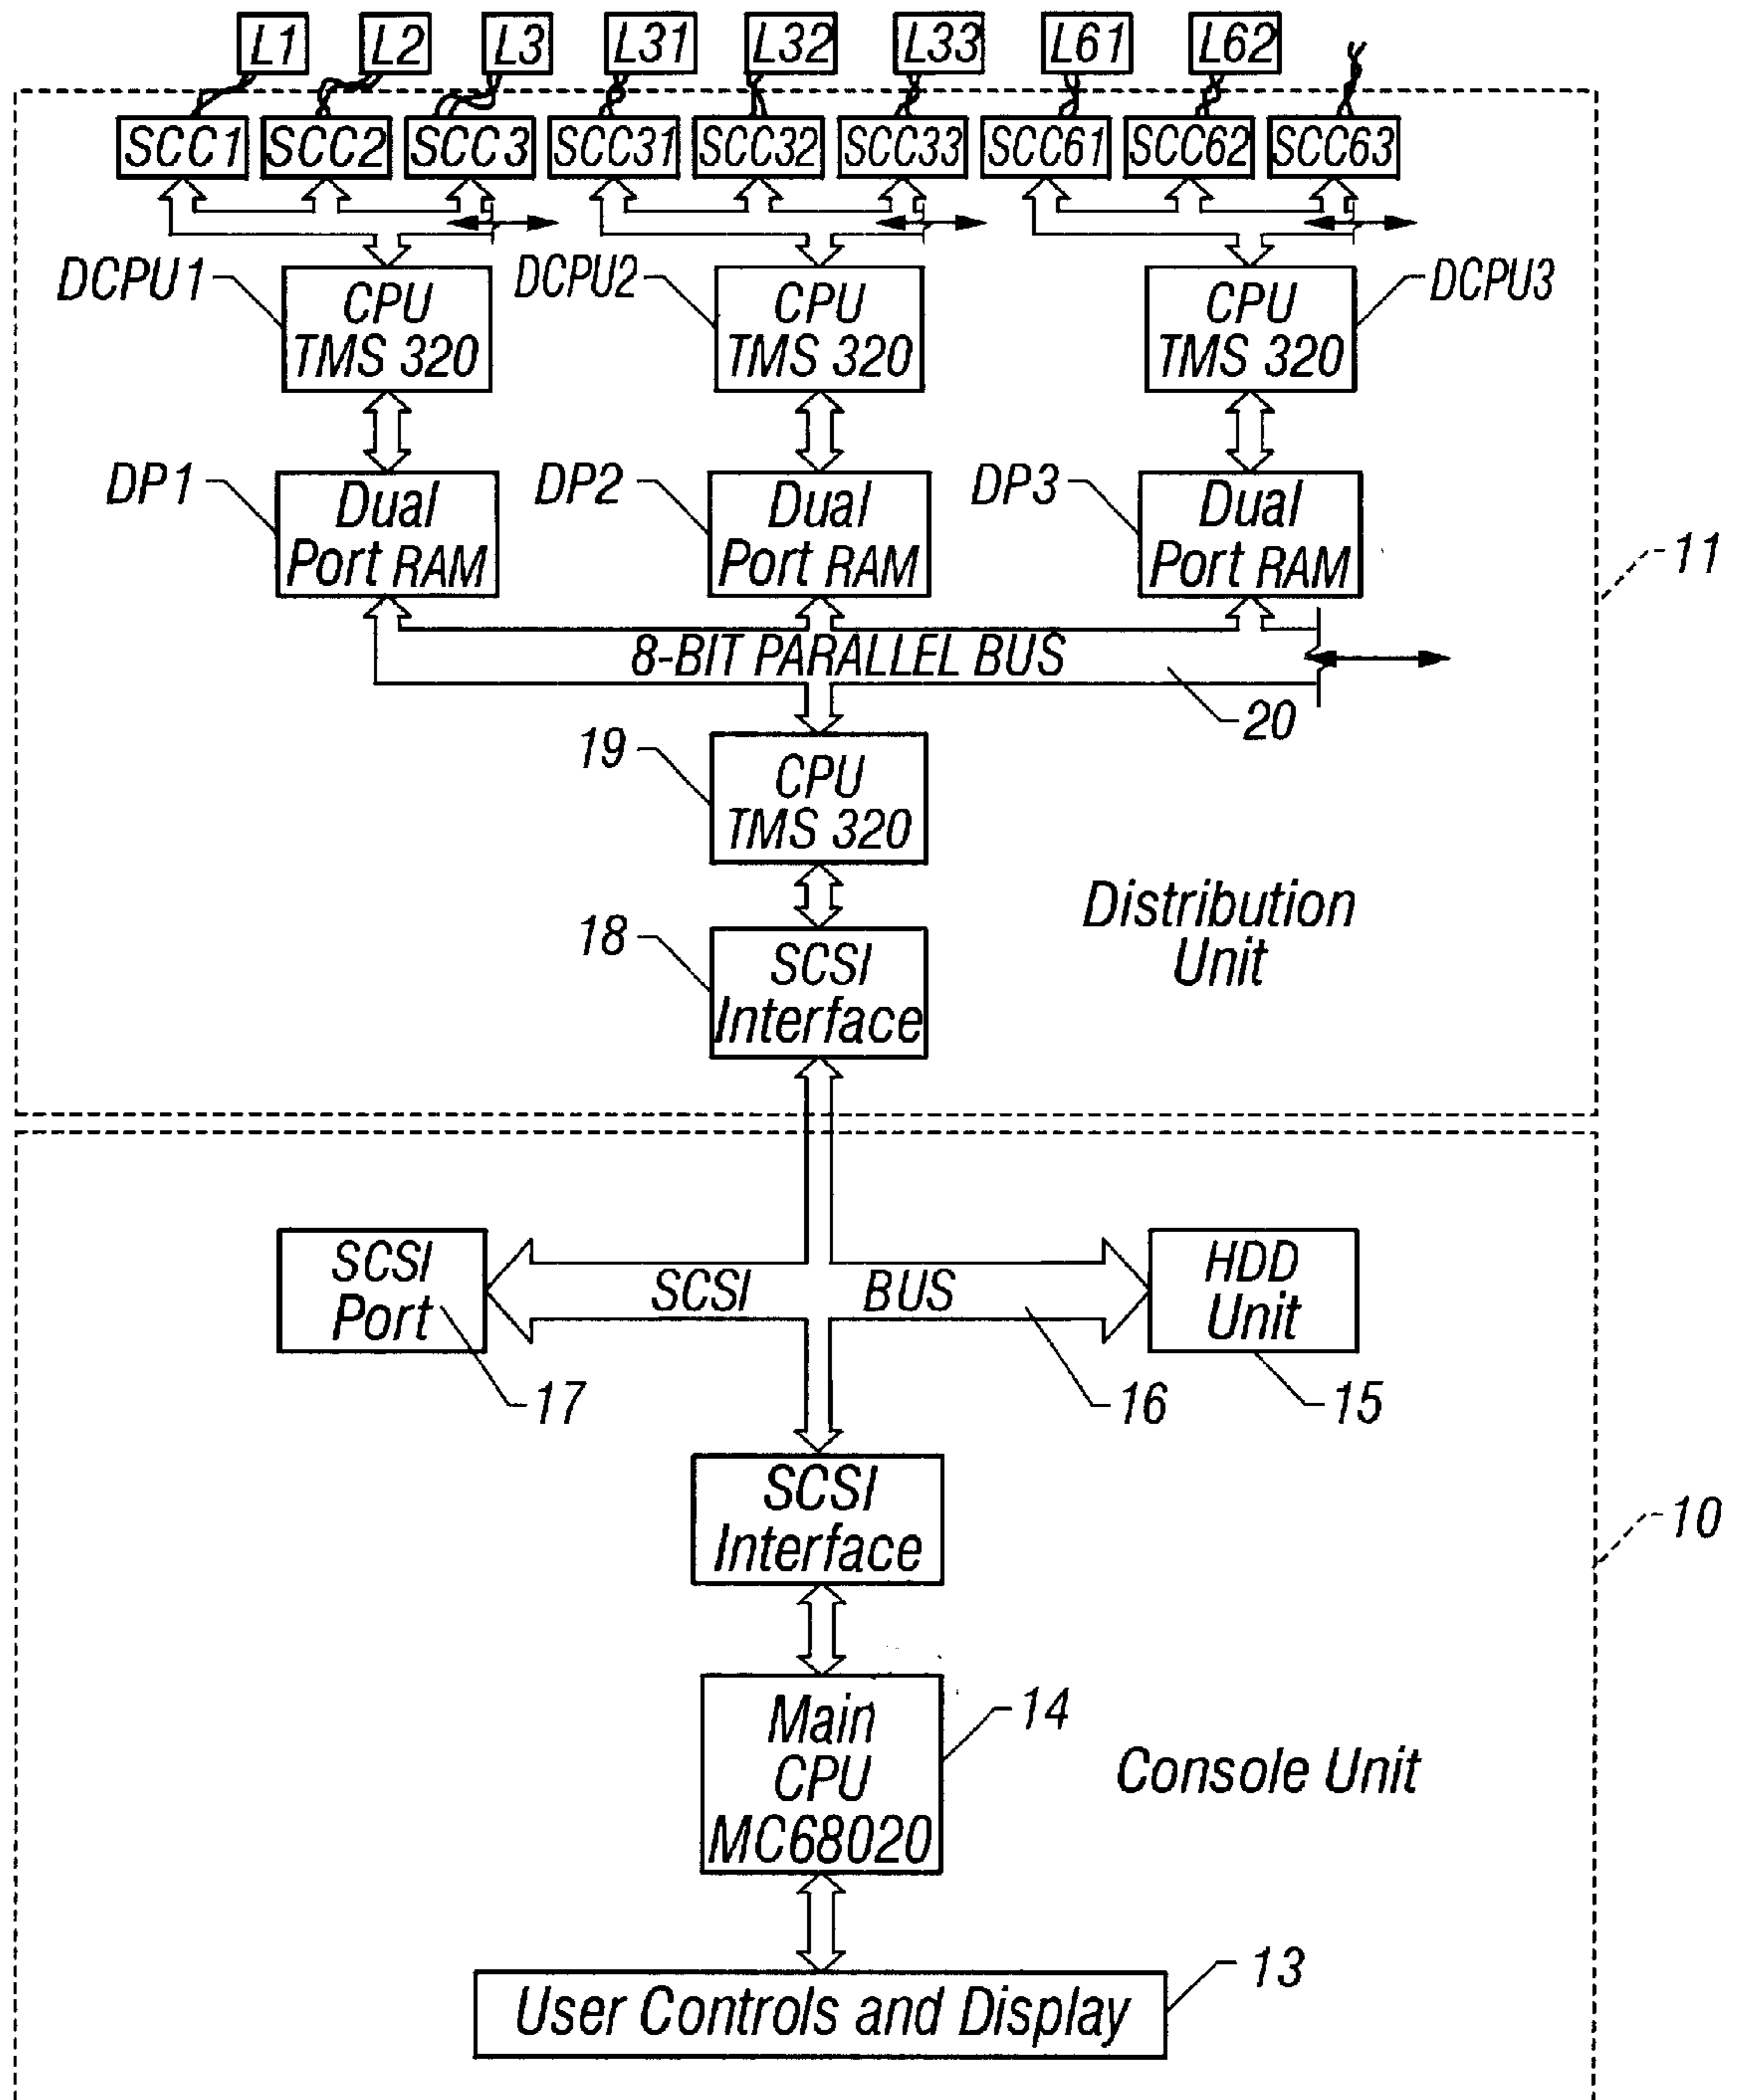 L1 L2 L3 L31 L32 L33 L61 L62
SCC1 SCC2 SCC3 SCC31 SCC32 SCC33 SCC61 SCC62 SCC63
DCPU1
CPU
TMS 320
DCPU2
CPU
TMS 320
CPU
TMS 320
DCPU3
DP1
Dual
Port RAM
DP2
Dual
Port RAM
DP3
Dual
Port RAM
11
8-BIT PARALLEL BUS
20
19
CPU
TMS 320
Distribution
Unit
18
SCSI
Interface
SCSI
Port
SCSI BUS
HDD
Unit
17
16
15
SCSI
Interface
10
Main
CPU
MC68020
14
Console Unit
User Controls and Display
13